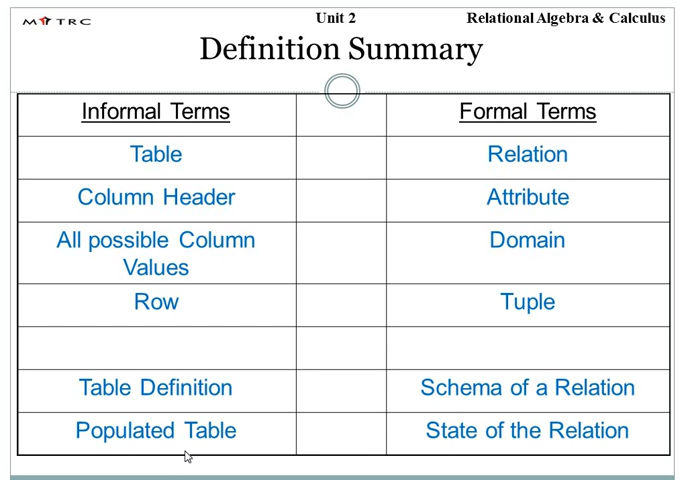 MYTRC
Unit 2
Relational Algebra & Calculus
Definition Summary
Informal Terms
Formal Terms
Table
Relation
Column Header
Attribute
All possible Column
Values
Domain
Row
Tuple
Table Definition
Schema of a Relation
Populated Table
State of the Relation